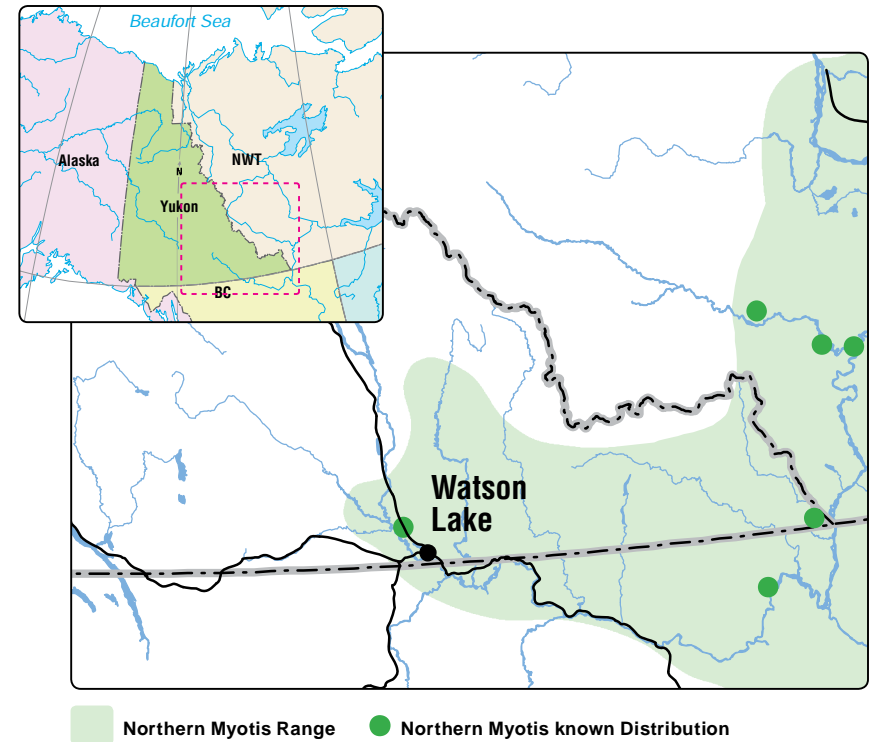 Beaufort Sea
Alaska
NWT
N
Yukon
BC
Watson
Lake
Northern Myotis Range
Northern Myotis known Distribution